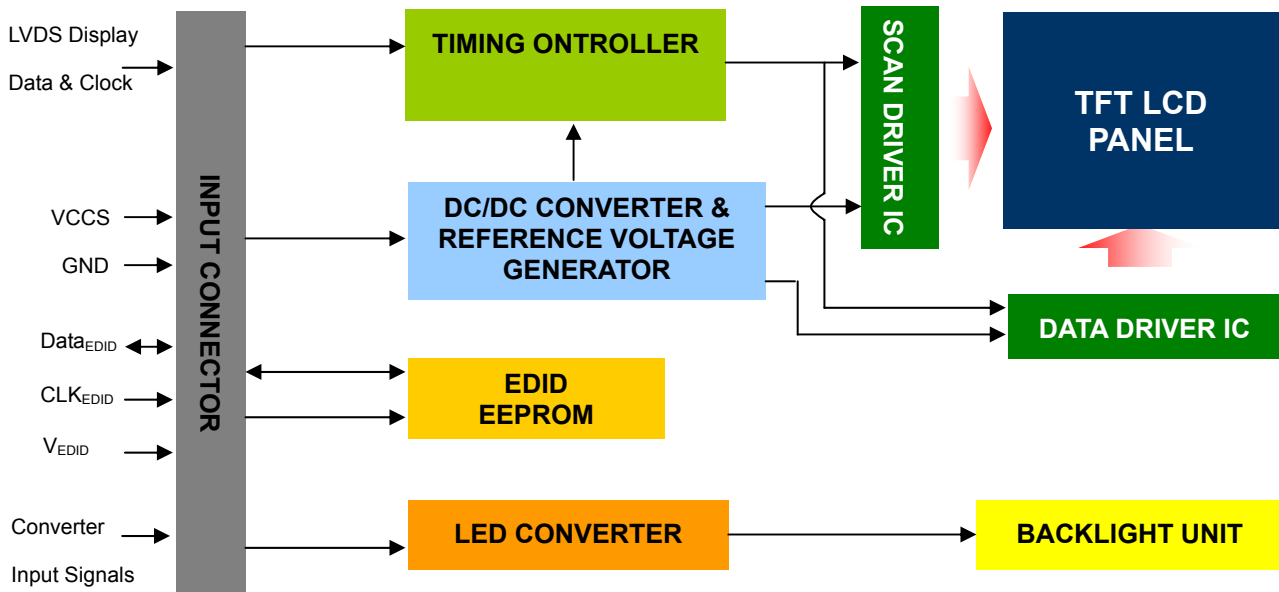 LVDS Display
Data & Clock
VCCS
GND
DataEDID
CLKEDID
VEDID
Converter
Input Signals
INPUT CONNECTOR
TIMING ONTROLLER
DC/DC CONVERTER &
REFERENCE VOLTAGE
GENERATOR
EDID
EEPROM
LED CONVERTER
SCAN DRIVER IC
TFT LCD
PANEL
DATA DRIVER IC
BACKLIGHT UNIT